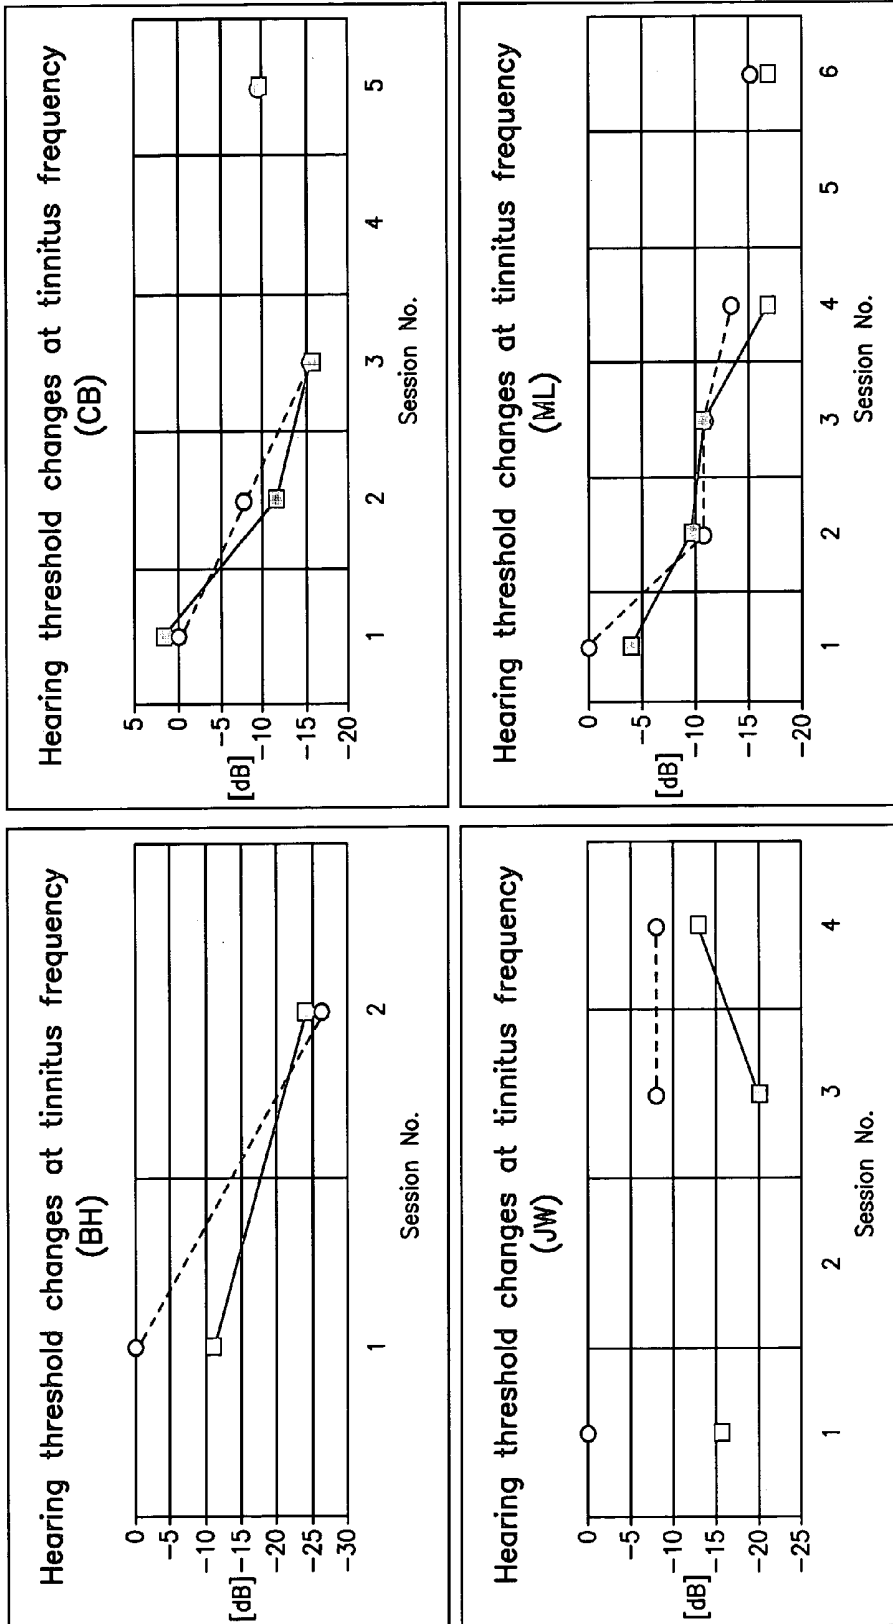 Hearing threshold changes at tinnitus frequency
(BH)
0
-5
-10
-15
-20
-25
-30
[dB]
1 2
Session No.
Hearing threshold changes at tinnitus frequency
(CB)
5
0
-5
-10
-15
-20
[dB]
1 2 3 4 5
Session No.
Hearing threshold changes at tinnitus frequency
(JW)
0
-5
-10
-15
-20
-25
[dB]
1 2 3 4
Session No.
Hearing threshold changes at tinnitus frequency
(ML)
0
-5
-10
-15
-20
[dB]
1 2 3 4 5 6
Session No.